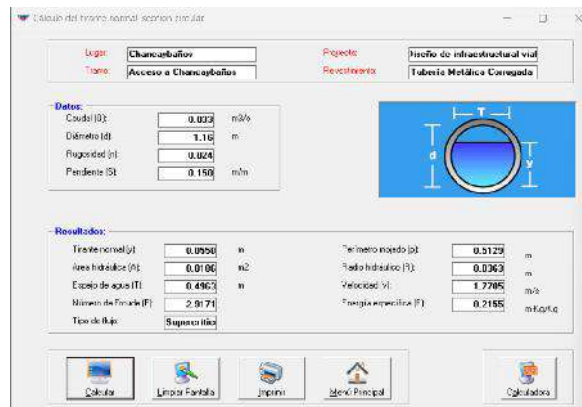 Cálculo del tirante normal sección circular
Lugar: Chancaybaños Proyecto: Diseño de infraestructural vial
Tramo: Acceso a Chancaybaños Revestimiento: Tubería Metálica Corregada
Datos:
Caudal (Q): 0.033 m3/s
Diámetro (d): 1.16 m
Rugosidad (n): 0.024
Pendiente (S): 0.150 m/m
T
d
y
Resultados:
Tirante normal (y): 0.0550 m Perímetro mojado (p): 0.5129 m
Area hidráulica (A): 0.0186 m2 Radio hidráulico (R): 0.0363 m
Espejo de agua (T): 0.4963 m Velocidad (v): 1.7705 m/s
Número de Froude (F): 2.9171 Energía específica (E): 0.2155 m-Kg/Kg
Tipo de flujo: Supercrítico
Calcular Limpiar Pantalla Imprimir Menú Principal Calculadora